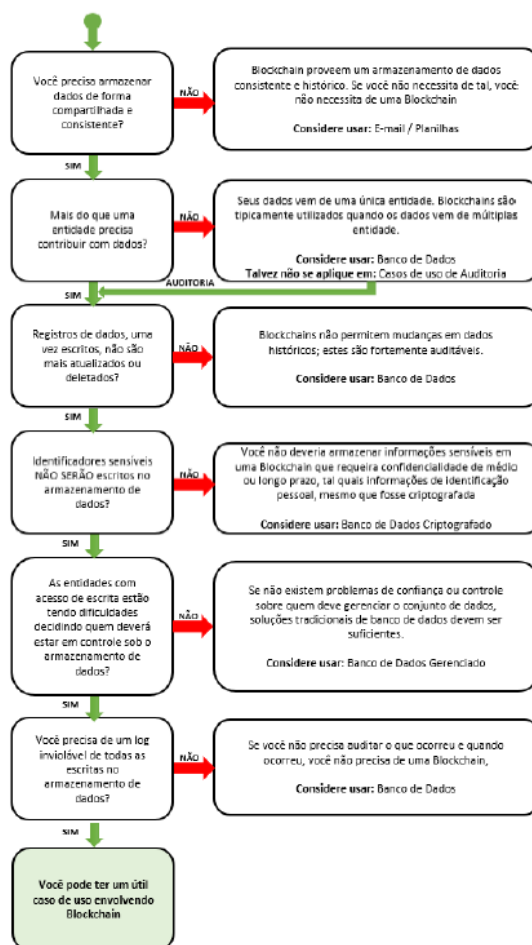 Você precisa armazenar
dados de forma
compartilhada e
consistente?
NÃO
Blockchain proveem um armazenamento de dados
consistente e histórico. Se você não necessita de tal, você
não necessita de uma Blockchain
Considere usar: E-mail / Planilhas
SIM
Mais do que uma
entidade precisa
contribuir com dados?
NÃO
Seus dados vem de uma única entidade. Blockchains são
tipicamente utilizados quando os dados vem de múltiplas
entidade.
Considere usar: Banco de Dados
Talvez não se aplique em: Casos de uso de Auditoria
AUDITORIA
SIM
Registros de dados, uma
vez escritos, não são
mais atualizados ou
deletados?
NÃO
Blockchains não permitem mudanças em dados
históricos; estes são fortemente auditáveis.
Considere usar: Banco de Dados
SIM
Identificadores sensíveis
NÃO SERÃO escritos no
armazenamento de
dados?
NÃO
Você não deveria armazenar informações sensíveis em
uma Blockchain que requeira confidencialidade de médio
ou longo prazo, tal quais informações de identificação
pessoal, mesmo que fosse criptografada
Considere usar: Banco de Dados Criptografado
SIM
As entidades com
acesso de escrita estão
tendo dificuldades
decidindo quem deverá
estar em controle sob o
armazenamento de
dados?
NÃO
Se não existem problemas de confiança ou controle
sobre quem deve gerenciar o conjunto de dados,
soluções tradicionais de banco de dados devem ser
suficientes.
Considere usar: Banco de Dados Gerenciado
SIM
Você precisa de um log
inviolável de todas as
escritas no
armazenamento de
dados?
NÃO
Se você não precisa auditar o que ocorreu e quando
ocorreu, você não precisa de uma Blockchain,
Considere usar: Banco de Dados
SIM
Você pode ter um útil
caso de uso envolvendo
Blockchain